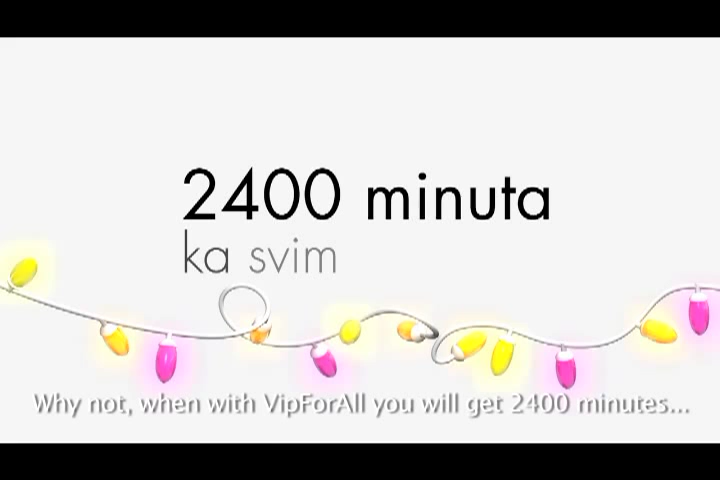 2400 minuta
ka svim
Why not, when with VipForAll you will get 2400 minutes...